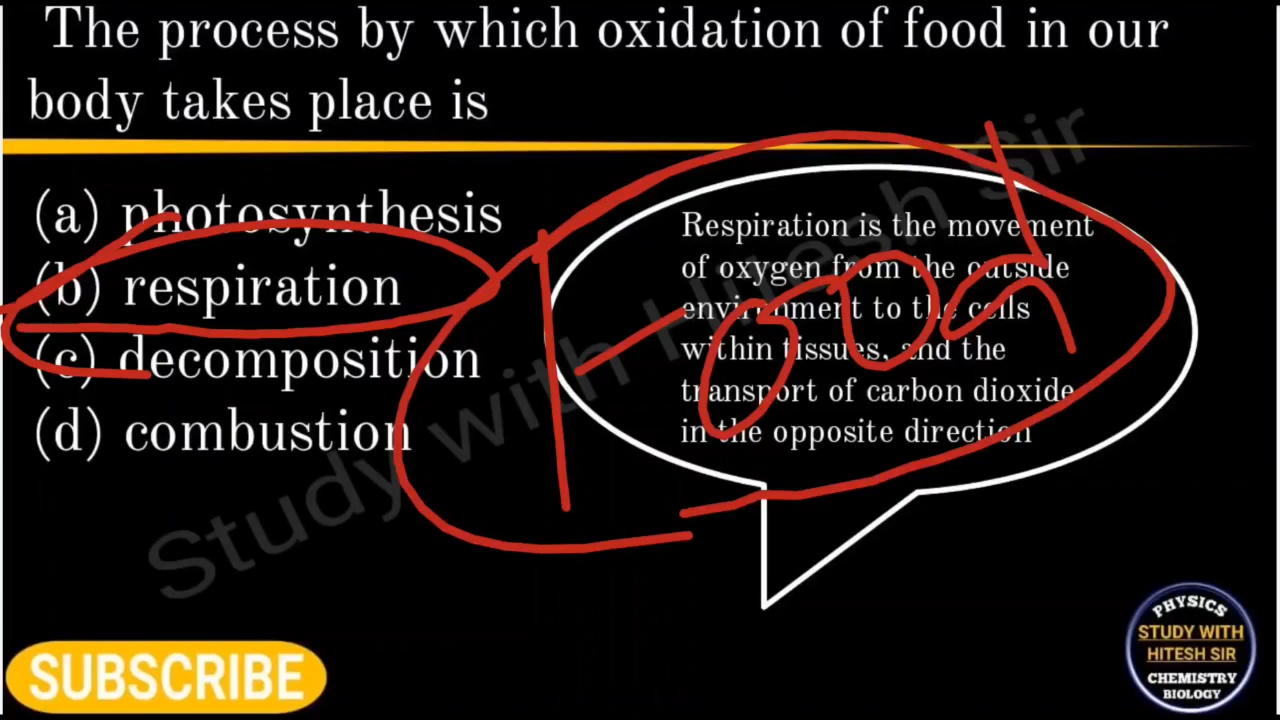 The process by which oxidation of food in our
body takes place is
(a) photosynthesis
(b) respiration
(c) decomposition
(d) combustion
Respiration is the movement
of oxygen from the outside
environment to the cells
within tissues, and the
transport of carbon dioxide
in the opposite direction
Food
Study with Hitesh Sir
SUBSCRIBE
PHYSICS
STUDY WITH
HITESH SIR
CHEMISTRY
BIOLOGY